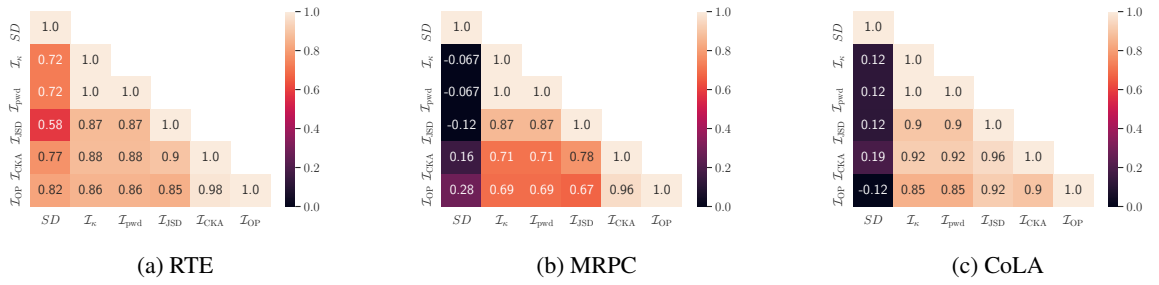 SD 1.0
I_κ 0.72 1.0
I_pwd 0.72 1.0 1.0
I_JSD 0.58 0.87 0.87 1.0
I_CKA 0.77 0.88 0.88 0.9 1.0
I_OP 0.82 0.86 0.86 0.85 0.98 1.0
SD I_κ I_pwd I_JSD I_CKA I_OP
1.0
0.8
0.6
0.4
0.2
0.0
(a) RTE
SD 1.0
I_κ -0.067 1.0
I_pwd -0.067 1.0 1.0
I_JSD -0.12 0.87 0.87 1.0
I_CKA 0.16 0.71 0.71 0.78 1.0
I_OP 0.28 0.69 0.69 0.67 0.96 1.0
SD I_κ I_pwd I_JSD I_CKA I_OP
1.0
0.8
0.6
0.4
0.2
0.0
(b) MRPC
SD 1.0
I_κ 0.12 1.0
I_pwd 0.12 1.0 1.0
I_JSD 0.12 0.9 0.9 1.0
I_CKA 0.19 0.92 0.92 0.96 1.0
I_OP -0.12 0.85 0.85 0.92 0.9 1.0
SD I_κ I_pwd I_JSD I_CKA I_OP
1.0
0.8
0.6
0.4
0.2
0.0
(c) CoLA